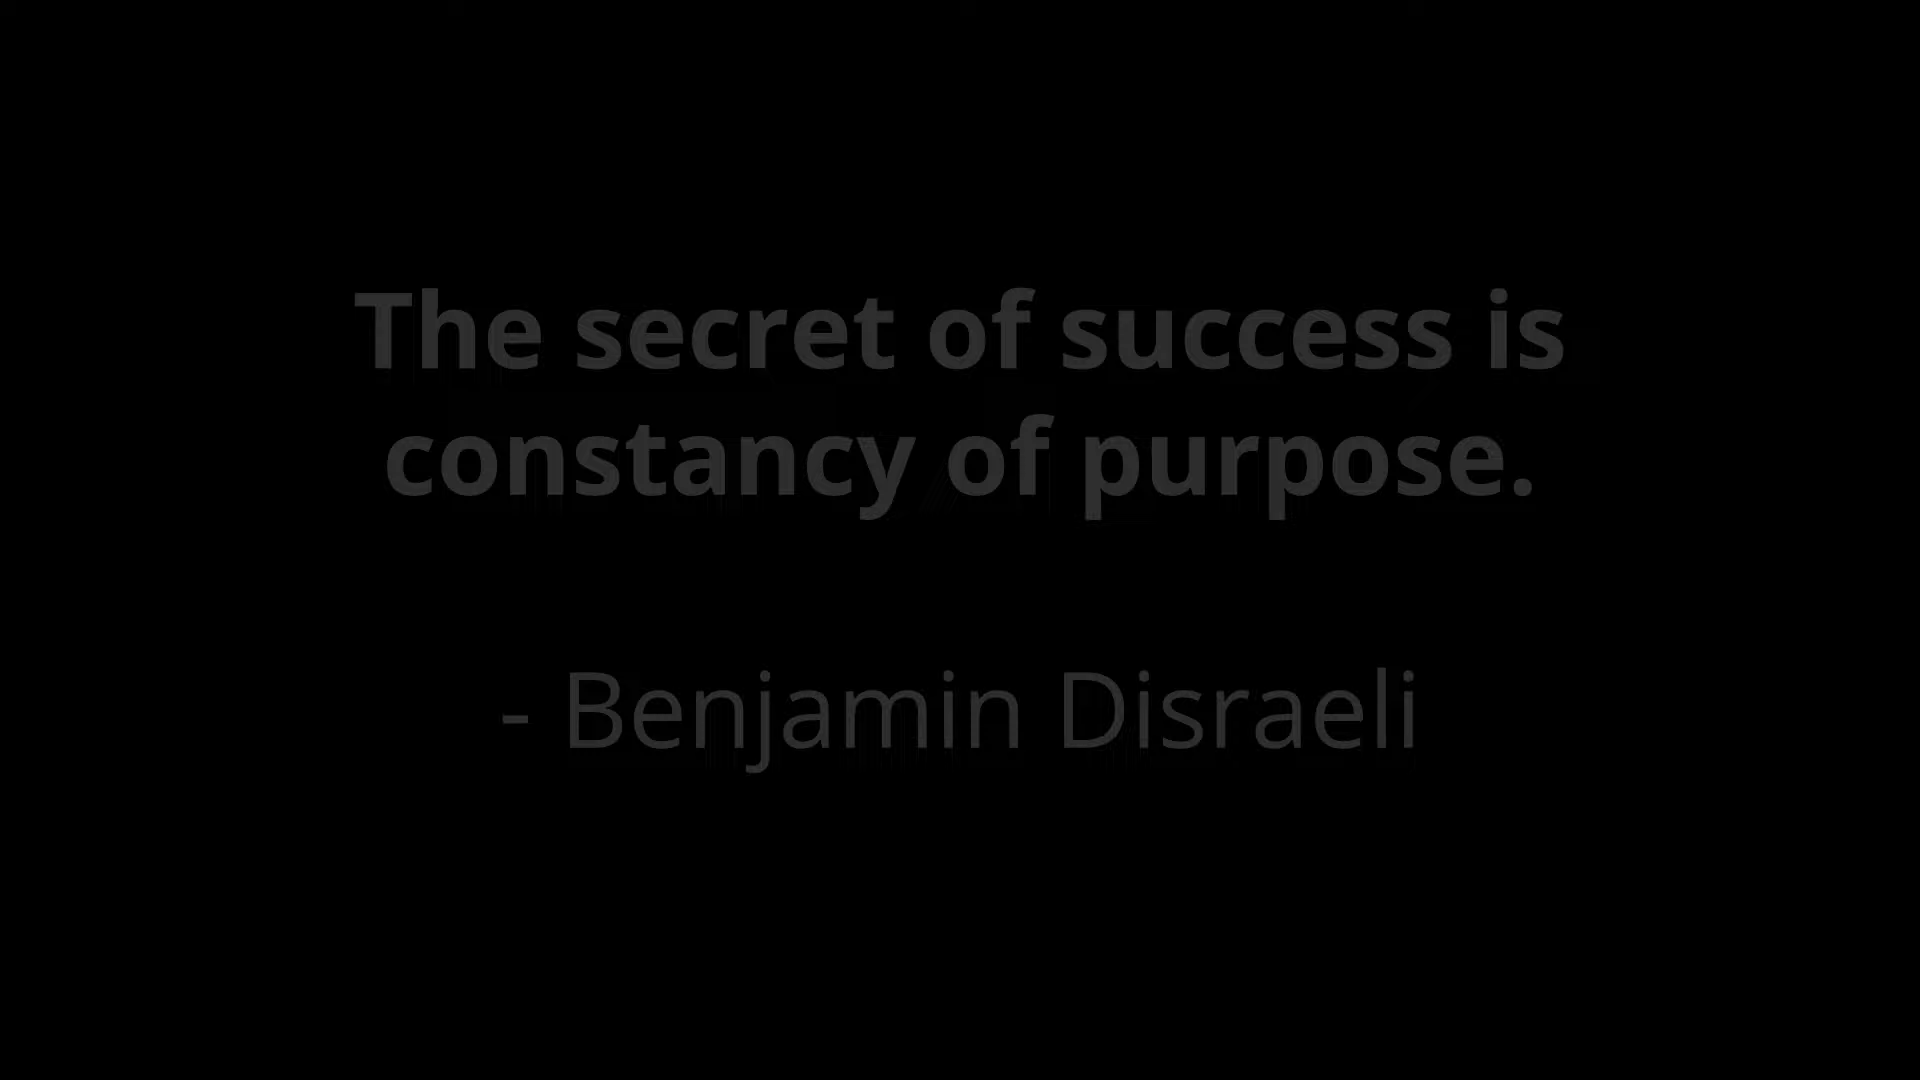 The secret of success is
constancy of purpose.
- Benjamin Disraeli